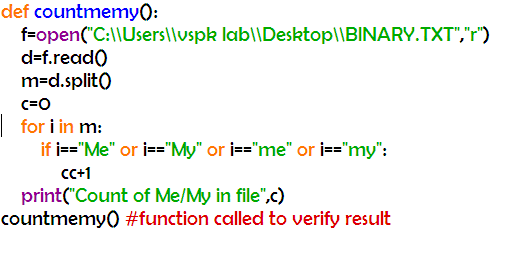 def countmemy():
    f=open("C:\\Users\\vspk lab\\Desktop\\BINARY.TXT","r")
    d=f.read()
    m=d.split()
    c=0
    for i in m:
        if i=="Me" or i=="My" or i=="me" or i=="my":
            cc+1
    print("Count of Me/My in file",c)
countmemy() #function called to verify result